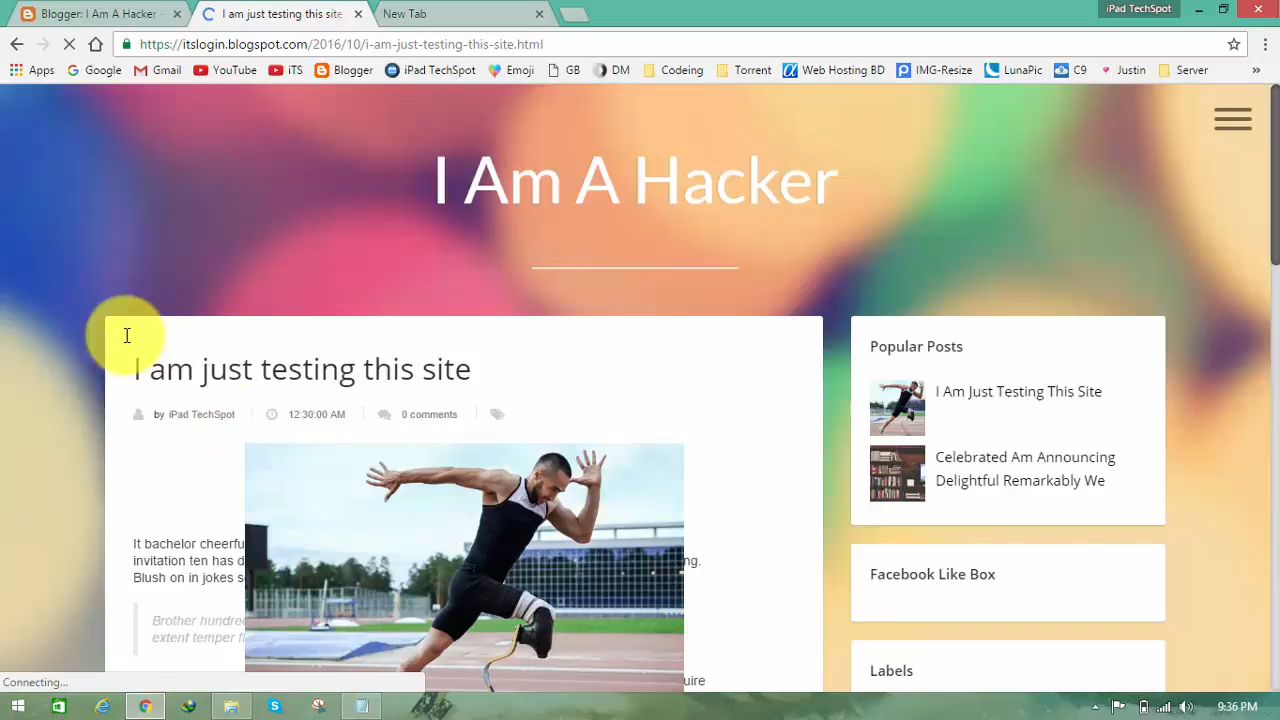 Blogger: I Am A Hacker -
I am just testing this site
New Tab
iPad TechSpot
https://itslogin.blogspot.com/2016/10/i-am-just-testing-this-site.html
Apps Google Gmail YouTube iTS Blogger iPad TechSpot Emoji GB DM Codeing Torrent Web Hosting BD IMG-Resize LunaPic C9 Justin Server »
I Am A Hacker
I am just testing this site
by iPad TechSpot 12:30:00 AM 0 comments
It bachelor cheerfu
invitation ten has d ng.
Blush on in jokes s
Brother hundred
extent temper f
uire
Popular Posts
I Am Just Testing This Site
Celebrated Am Announcing
Delightful Remarkably We
Facebook Like Box
Labels
Connecting...
9:36 PM